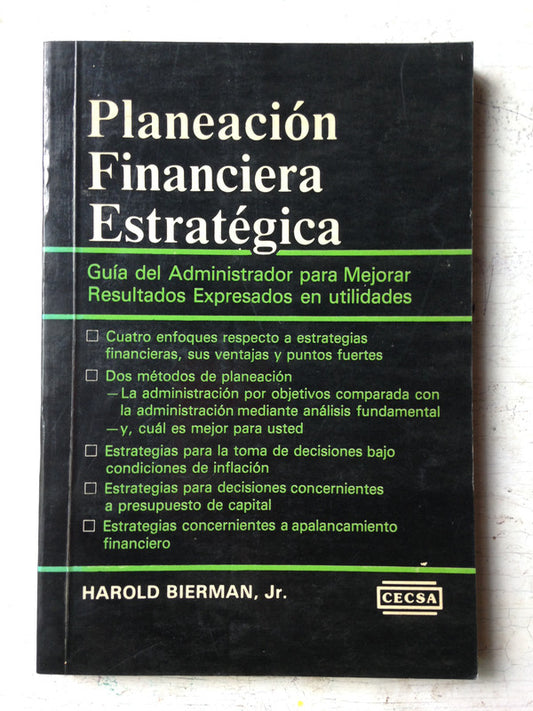 Planeación
Financiera
Estratégica
Guía del Administrador para Mejorar
Resultados Expresados en utilidades
Cuatro enfoques respecto a estrategias
financieras, sus ventajas y puntos fuertes
Dos métodos de planeación
—La administración por objetivos comparada con
la administración mediante análisis fundamental
—y, cuál es mejor para usted
Estrategias para la toma de decisiones bajo
condiciones de inflación
Estrategias para decisiones concernientes
a presupuesto de capital
Estrategias concernientes a apalancamiento
financiero
HAROLD BIERMAN, Jr.
CECSA